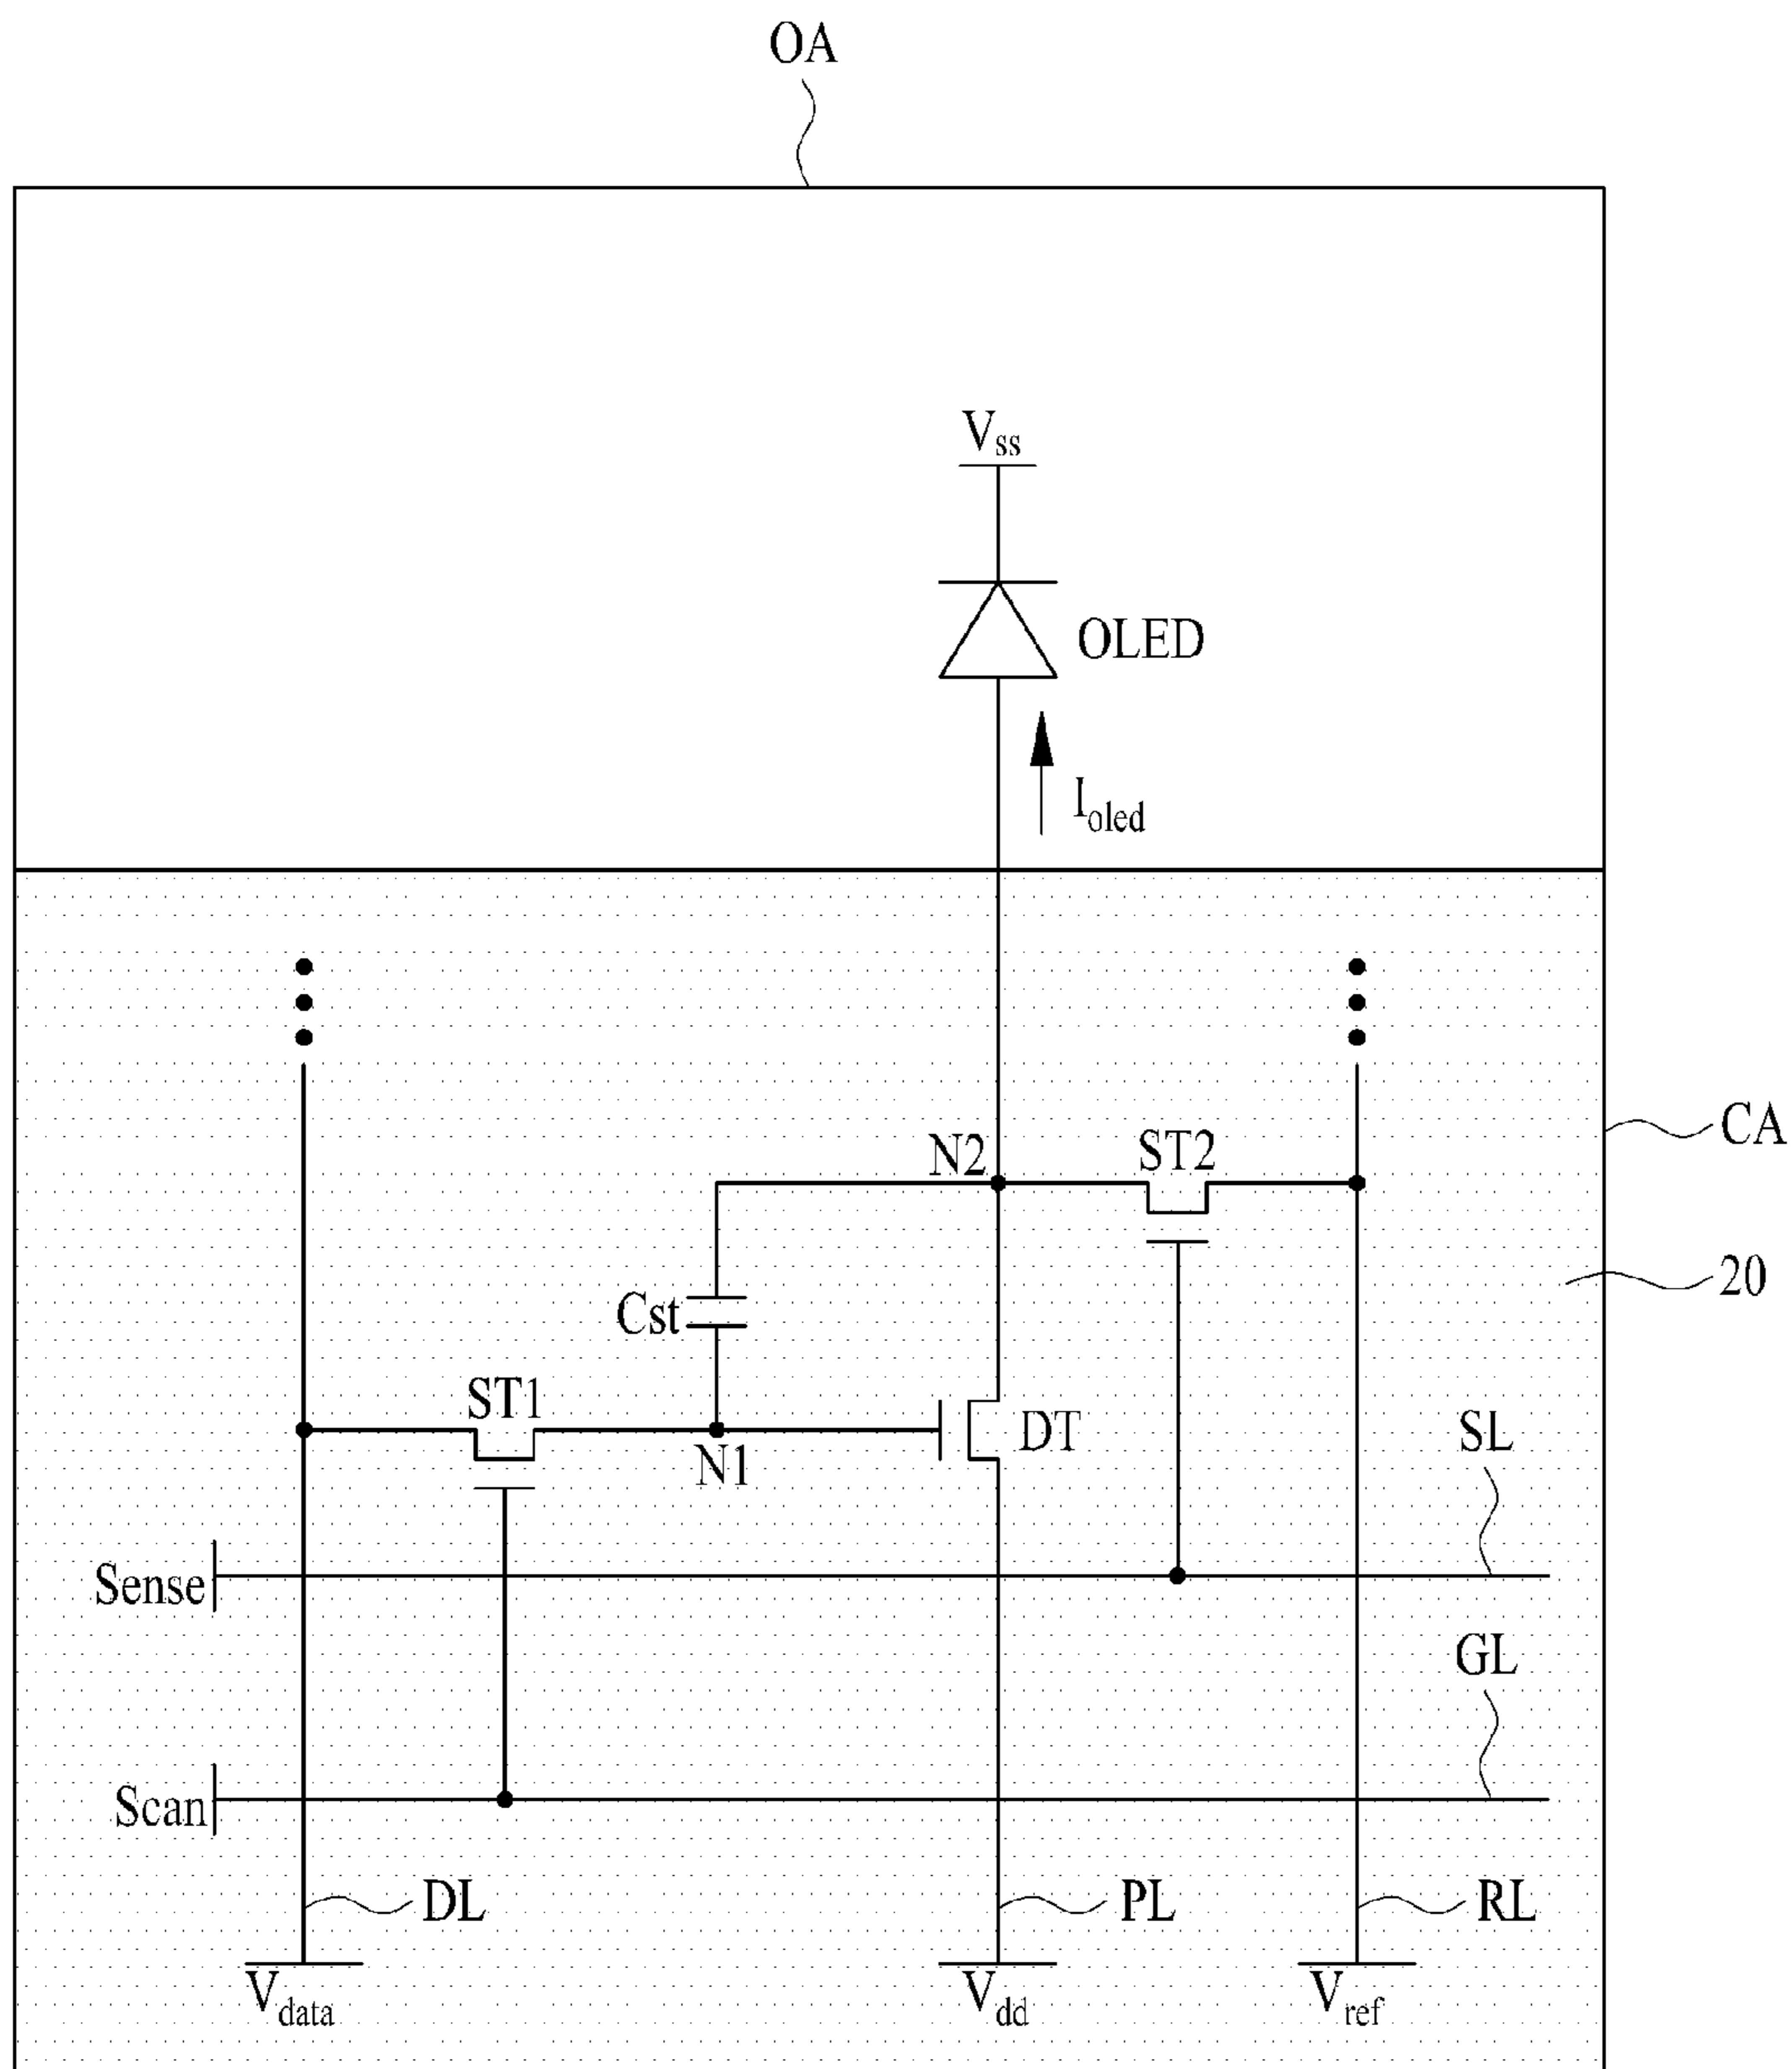 OA
Vss
OLED
Ioled
CA
N2
ST2
20
Cst
ST1
N1
DT
SL
Sense
GL
Scan
DL
PL
RL
Vdata
Vdd
Vref